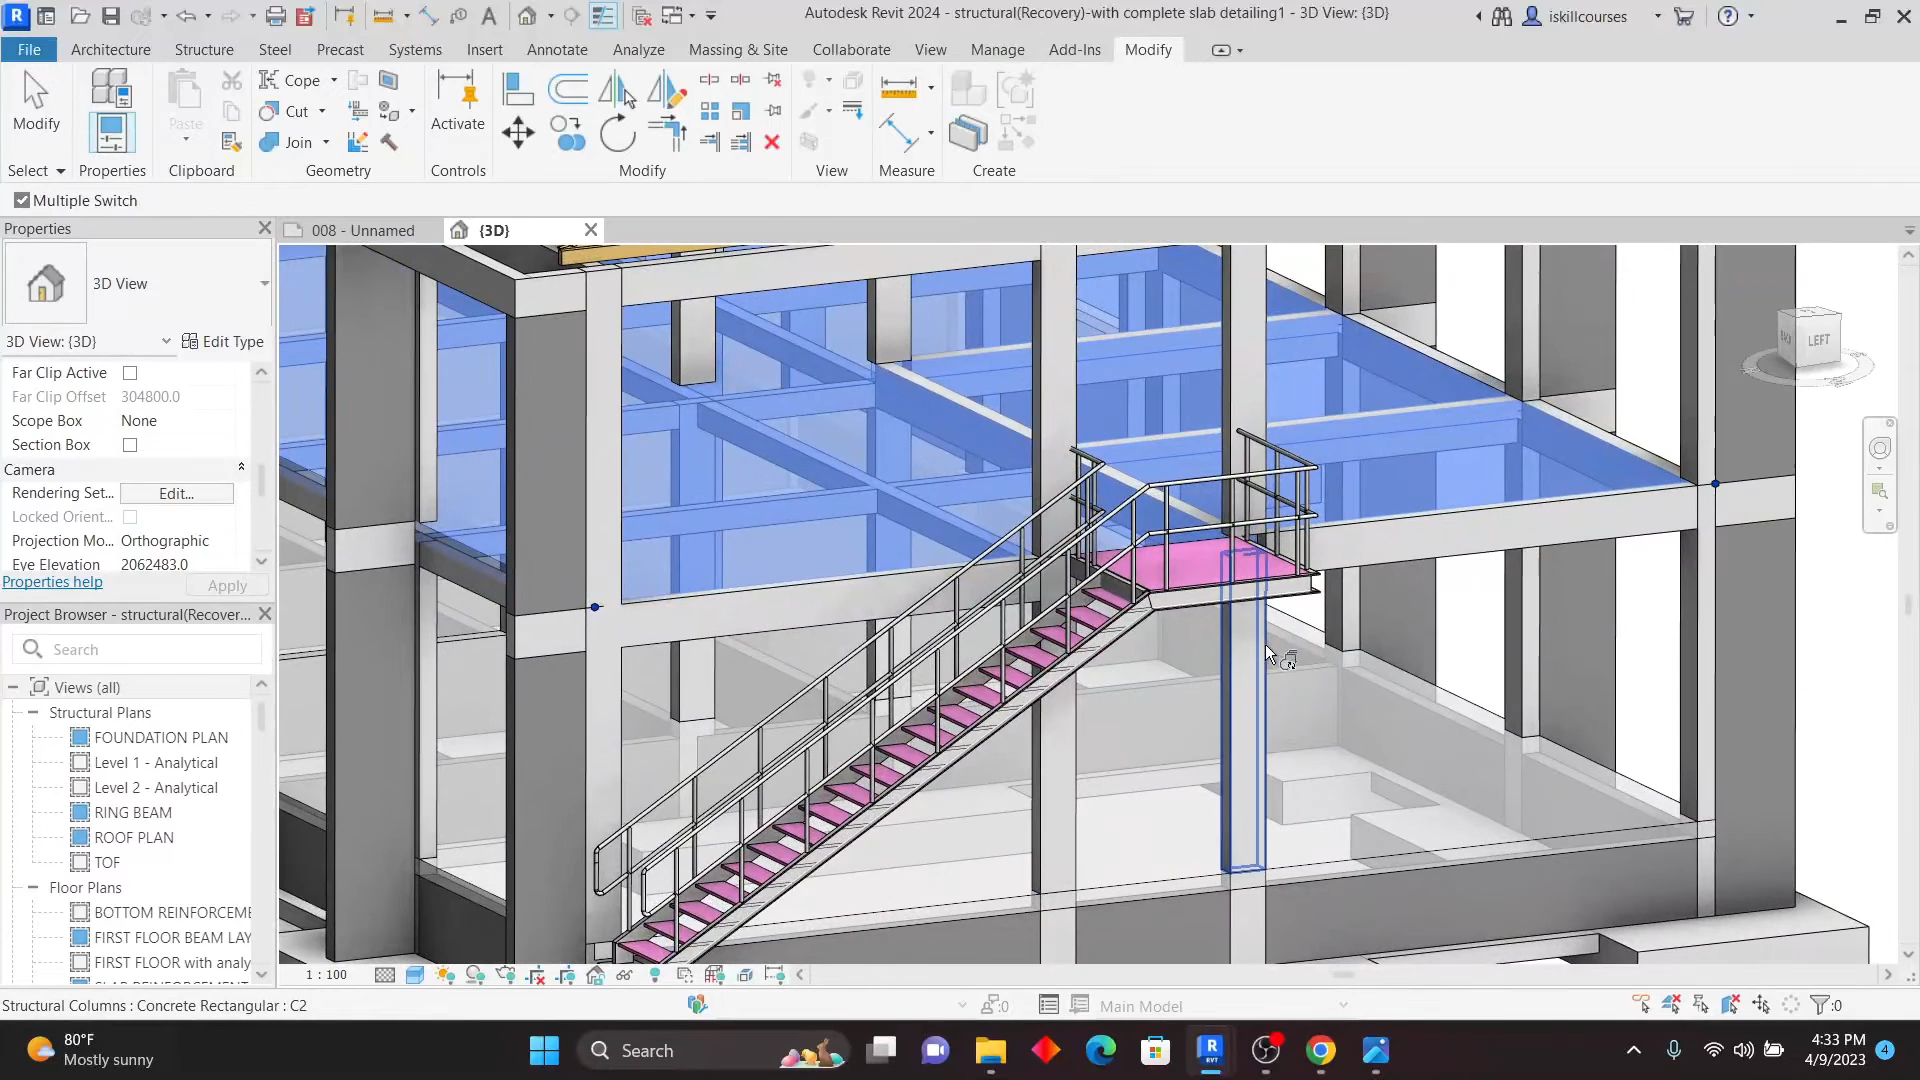 Autodesk Revit 2024 - structural(Recovery)-with complete slab detailing1 - 3D View: {3D}
iskillcourses
File Architecture Structure Steel Precast Systems Insert Annotate Analyze Massing & Site Collaborate View Manage Add-Ins Modify
Modify
Paste
Cope
Cut
Join
Activate
Select Properties Clipboard Geometry Controls Modify View Measure Create
Multiple Switch
Properties
008 - Unnamed
{3D}
3D View
3D View: {3D}
Edit Type
Far Clip Active
Far Clip Offset 304800.0
Scope Box None
Section Box
Camera
Rendering Set... Edit...
Locked Orient...
Projection Mo... Orthographic
Eye Elevation 2062483.0
Properties help
Apply
LEFT
Project Browser - structural(Recover...
Search
Views (all)
Structural Plans
FOUNDATION PLAN
Level 1 - Analytical
Level 2 - Analytical
RING BEAM
ROOF PLAN
TOF
Floor Plans
BOTTOM REINFORCEME
FIRST FLOOR BEAM LAY
FIRST FLOOR with analy
1 : 100
Structural Columns : Concrete Rectangular : C2
:0
Main Model
:0
80°F
Mostly sunny
Search
4:33 PM
4/9/2023
4